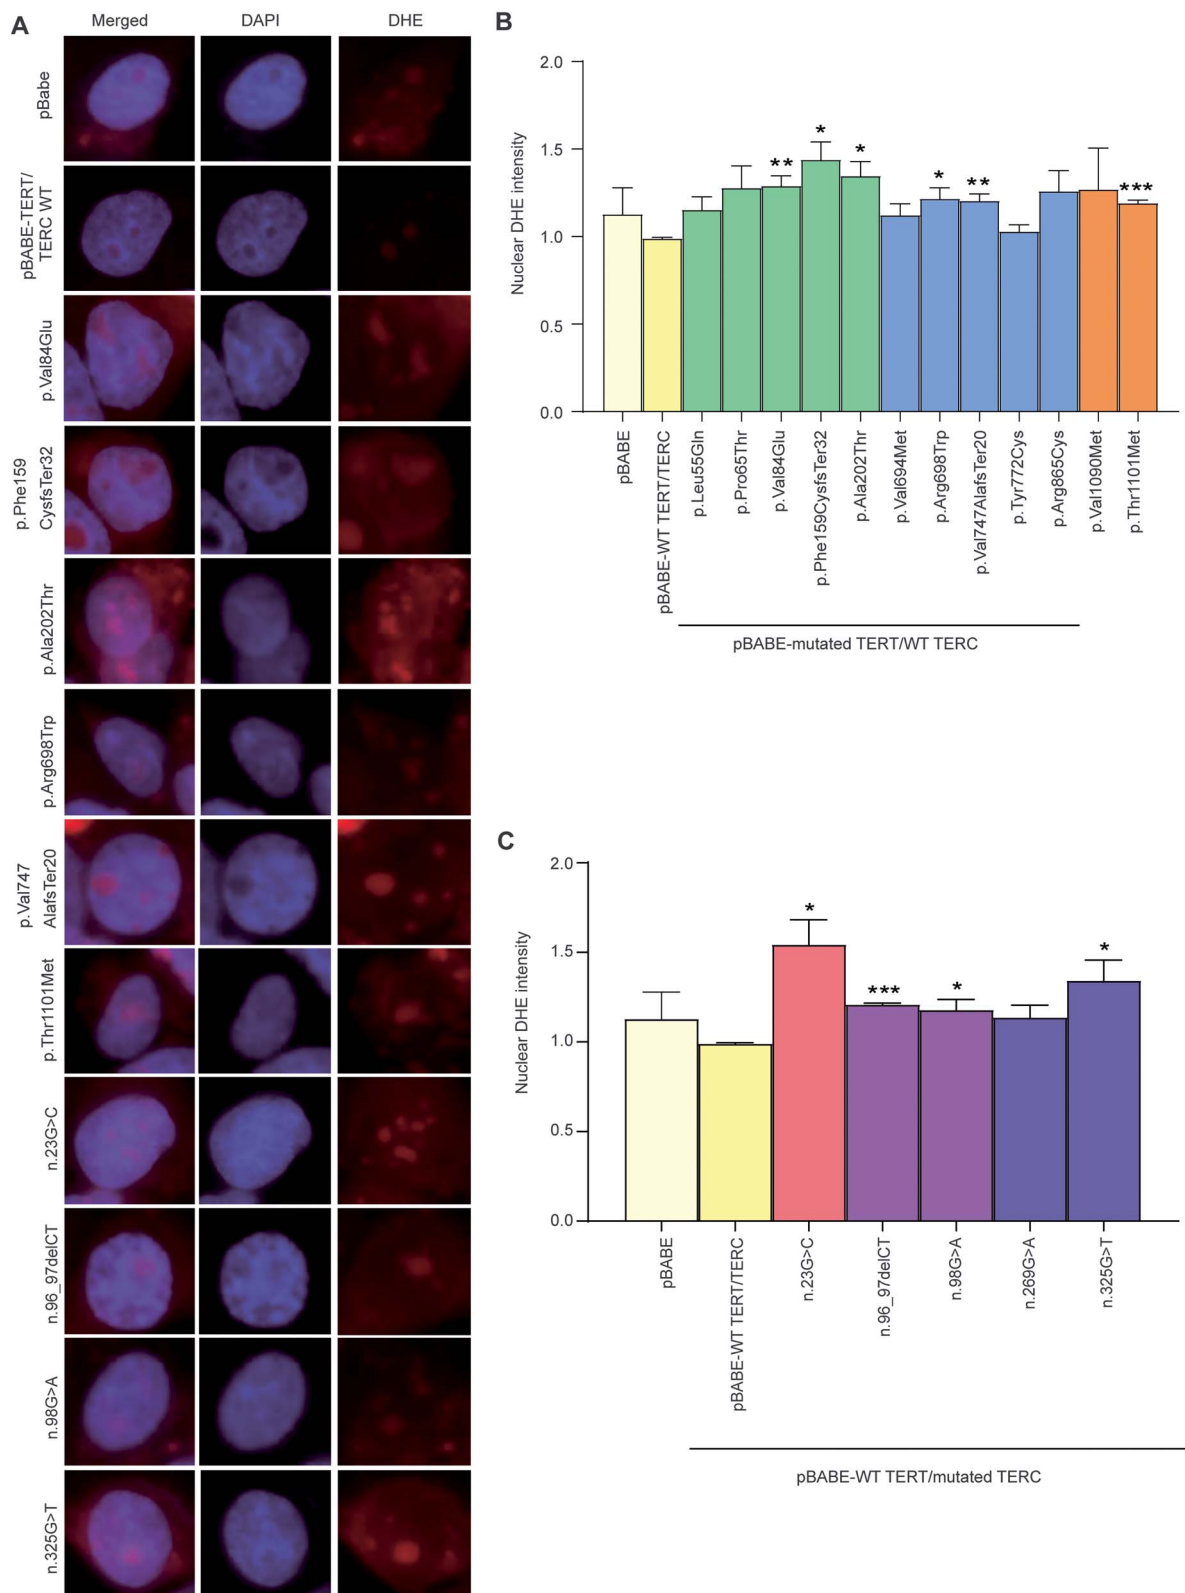 A
Merged
DAPI
DHE
pBabe
pBABE-TERT/
TERC WT
p.Val84Glu
p.Phe159
CysfsTer32
p.Ala202Thr
p.Arg698Trp
p.Val747
AlafsTer20
p.Thr1101Met
n.23G>C
n.96_97delCT
n.98G>A
n.325G>T
B
Nuclear DHE intensity
2.0
1.5
1.0
0.5
0.0
**
*
*
*
**
***
pBABE
pBABE-WT TERT/TERC
p.Leu55Gln
p.Pro65Thr
p.Val84Glu
p.Phe159CysfsTer32
p.Ala202Thr
p.Val694Met
p.Arg698Trp
p.Val747AlafsTer20
p.Tyr772Cys
p.Arg865Cys
p.Val1090Met
p.Thr1101Met
pBABE-mutated TERT/WT TERC
C
Nuclear DHE intensity
2.0
1.5
1.0
0.5
0.0
*
***
*
*
pBABE
pBABE-WT TERT/TERC
n.23G>C
n.96_97delCT
n.98G>A
n.269G>A
n.325G>T
pBABE-WT TERT/mutated TERC